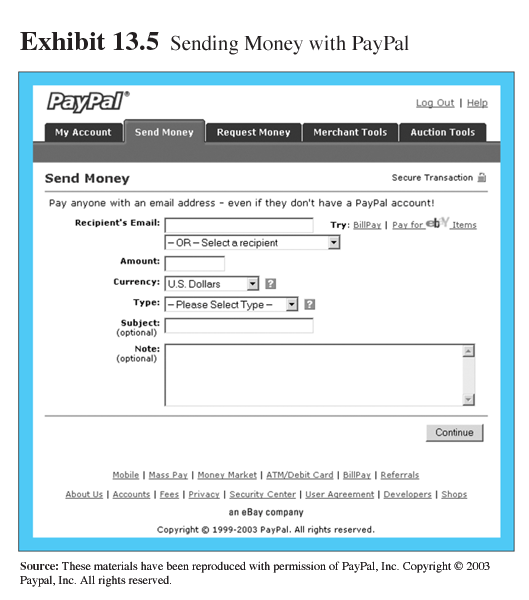 Exhibit 13.5 Sending Money with PayPal
PayPal®
Log Out | Help
My Account Send Money Request Money Merchant Tools Auction Tools
Send Money
Secure Transaction
Pay anyone with an email address - even if they don't have a PayPal account!
Recipient's Email:
Try: BillPay | Pay for ebY Items
-- OR -- Select a recipient
Amount:
Currency: U.S. Dollars ?
Type: -- Please Select Type -- ?
Subject:
(optional)
Note:
(optional)
Continue
Mobile | Mass Pay | Money Market | ATM/Debit Card | BillPay | Referrals
About Us | Accounts | Fees | Privacy | Security Center | User Agreement | Developers | Shops
an eBay company
Copyright © 1999-2003 PayPal. All rights reserved.
Source: These materials have been reproduced with permission of PayPal, Inc. Copyright © 2003
Paypal, Inc. All rights reserved.